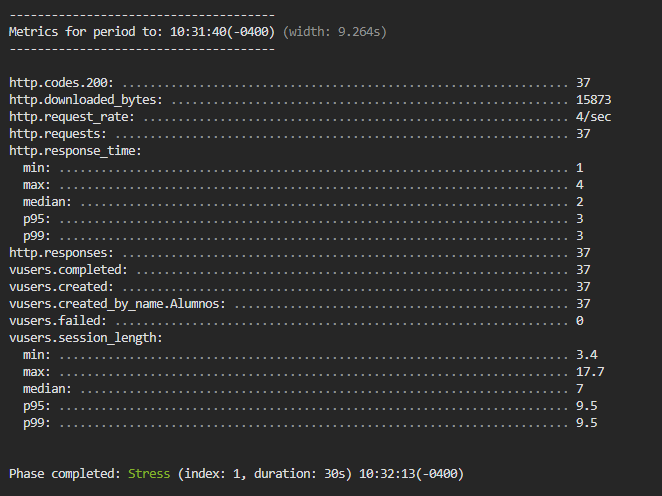 --------------------------------------
Metrics for period to: 10:31:40(-0400) (width: 9.264s)
--------------------------------------
http.codes.200: ................................................................. 37
http.downloaded_bytes: .......................................................... 15873
http.request_rate: .............................................................. 4/sec
http.requests: .................................................................. 37
http.response_time:
  min: .......................................................................... 1
  max: .......................................................................... 4
  median: ....................................................................... 2
  p95: .......................................................................... 3
  p99: .......................................................................... 3
http.responses: ................................................................. 37
vusers.completed: ............................................................... 37
vusers.created: ................................................................. 37
vusers.created_by_name.Alumnos: ................................................. 37
vusers.failed: .................................................................. 0
vusers.session_length:
  min: .......................................................................... 3.4
  max: .......................................................................... 17.7
  median: ....................................................................... 7
  p95: .......................................................................... 9.5
  p99: .......................................................................... 9.5
Phase completed: Stress (index: 1, duration: 30s) 10:32:13(-0400)